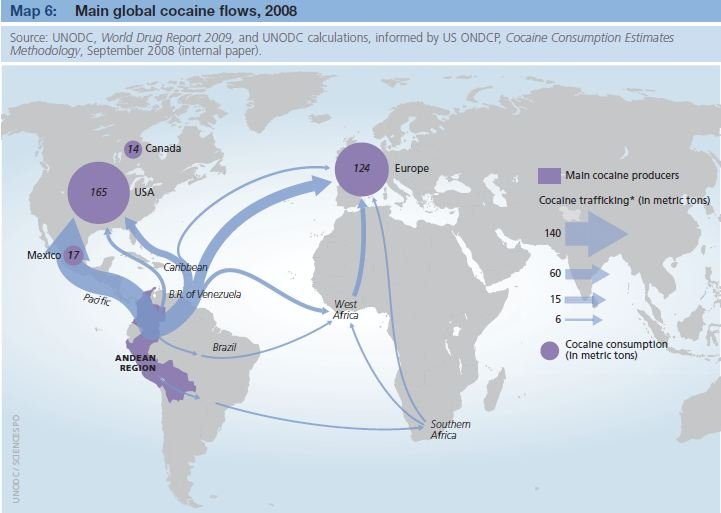 Map 6: Main global cocaine flows, 2008
Source: UNODC, World Drug Report 2009, and UNODC calculations, informed by US ONDCP, Cocaine Consumption Estimates
Methodology, September 2008 (internal paper).
14 Canada
165 USA
124 Europe
Mexico 17
Pacific
Caribbean
B.R. of Venezuela
West
Africa
Brazil
ANDEAN
REGION
Southern
Africa
Main cocaine producers
Cocaine trafficking* (in metric tons)
140
60
15
6
Cocaine consumption
(in metric tons)
UNODC / SCIENCES PO